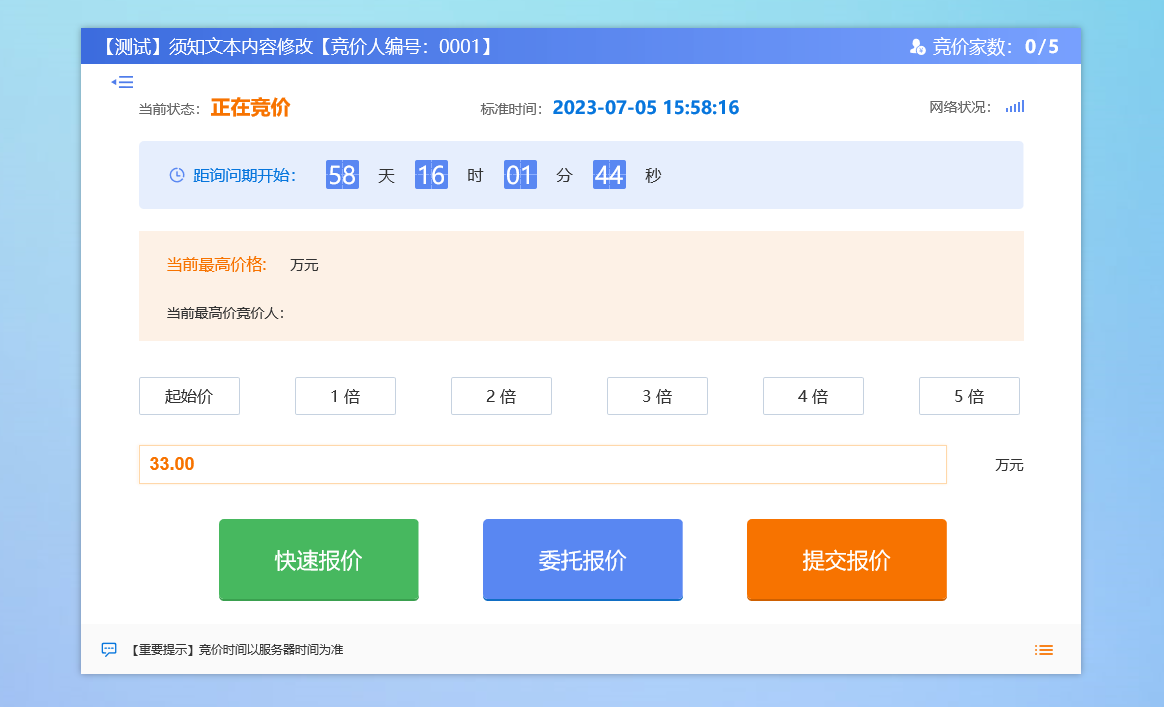 【测试】须知文本内容修改【竞价人编号：0001】 竞价家数：0/5
当前状态： 正在竞价 标准时间： 2023-07-05 15:58:16 网络状况：
距询问期开始： 58 天 16 时 01 分 44 秒
当前最高价格: 万元
当前最高价竞价人：
起始价 1 倍 2 倍 3 倍 4 倍 5 倍
33.00 万元
快速报价 委托报价 提交报价
【重要提示】竞价时间以服务器时间为准